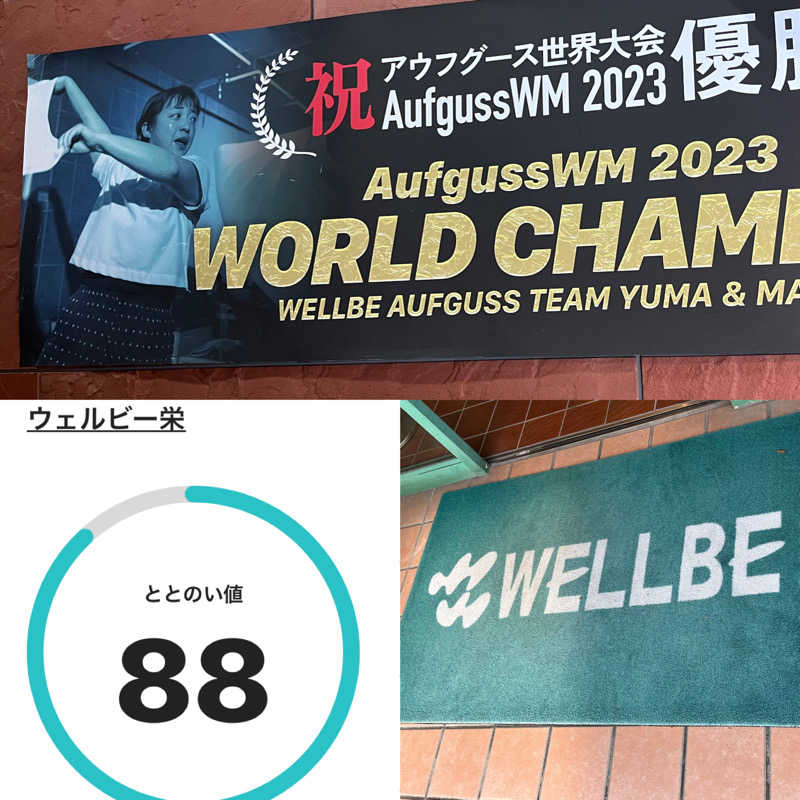 祝
アウフグース世界大会
AufgussWM 2023
優勝
AufgussWM 2023
WORLD CHAM
WELLBE AUFGUSS TEAM YUMA & MA
ウェルビー栄
ととのい値
88
WELLBE